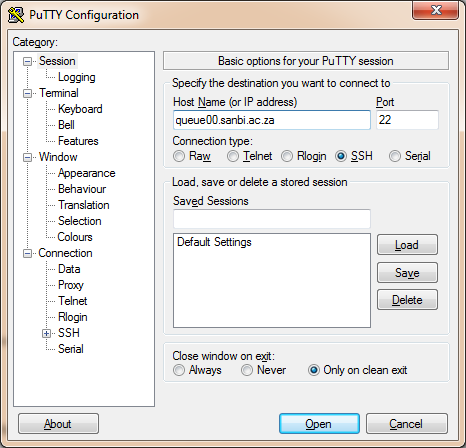 PuTTY Configuration
Category:
Session
Logging
Terminal
Keyboard
Bell
Features
Window
Appearance
Behaviour
Translation
Selection
Colours
Connection
Data
Proxy
Telnet
Rlogin
SSH
Serial
Basic options for your PuTTY session
Specify the destination you want to connect to
Host Name (or IP address) Port
queue00.sanbi.ac.za 22
Connection type:
Raw Telnet Rlogin SSH Serial
Load, save or delete a stored session
Saved Sessions
Default Settings
Load
Save
Delete
Close window on exit:
Always Never Only on clean exit
About Open Cancel